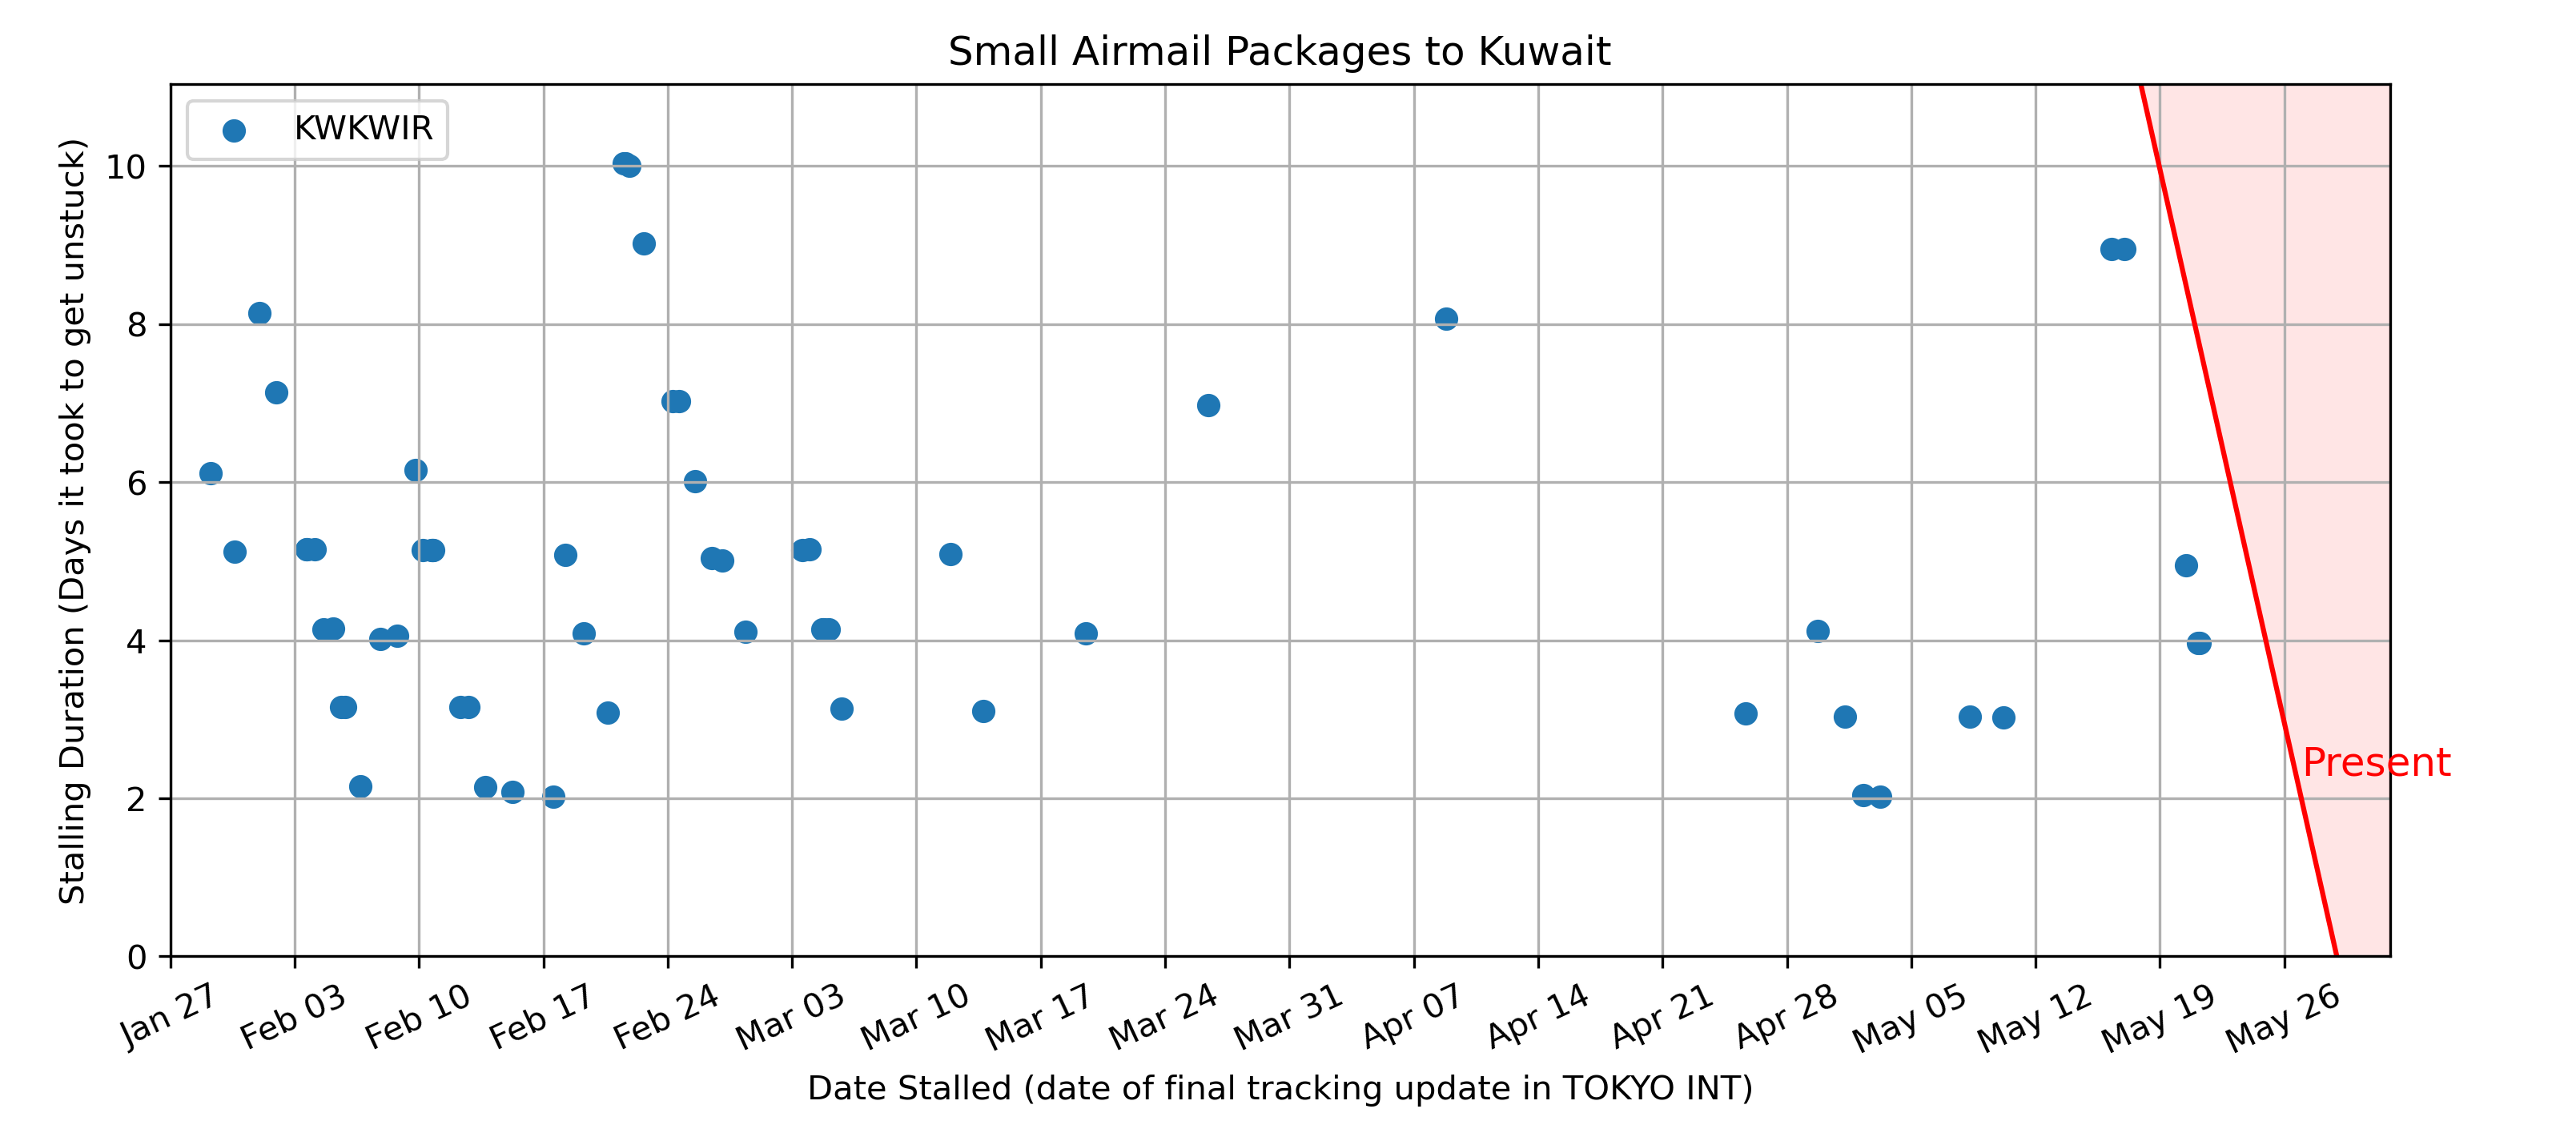 Small Airmail Packages to Kuwait
KWKWIR
Stalling Duration (Days it took to get unstuck)
10
8
6
4
2
0
Present
Jan 27
Feb 03
Feb 10
Feb 17
Feb 24
Mar 03
Mar 10
Mar 17
Mar 24
Mar 31
Apr 07
Apr 14
Apr 21
Apr 28
May 05
May 12
May 19
May 26
Date Stalled (date of final tracking update in TOKYO INT)